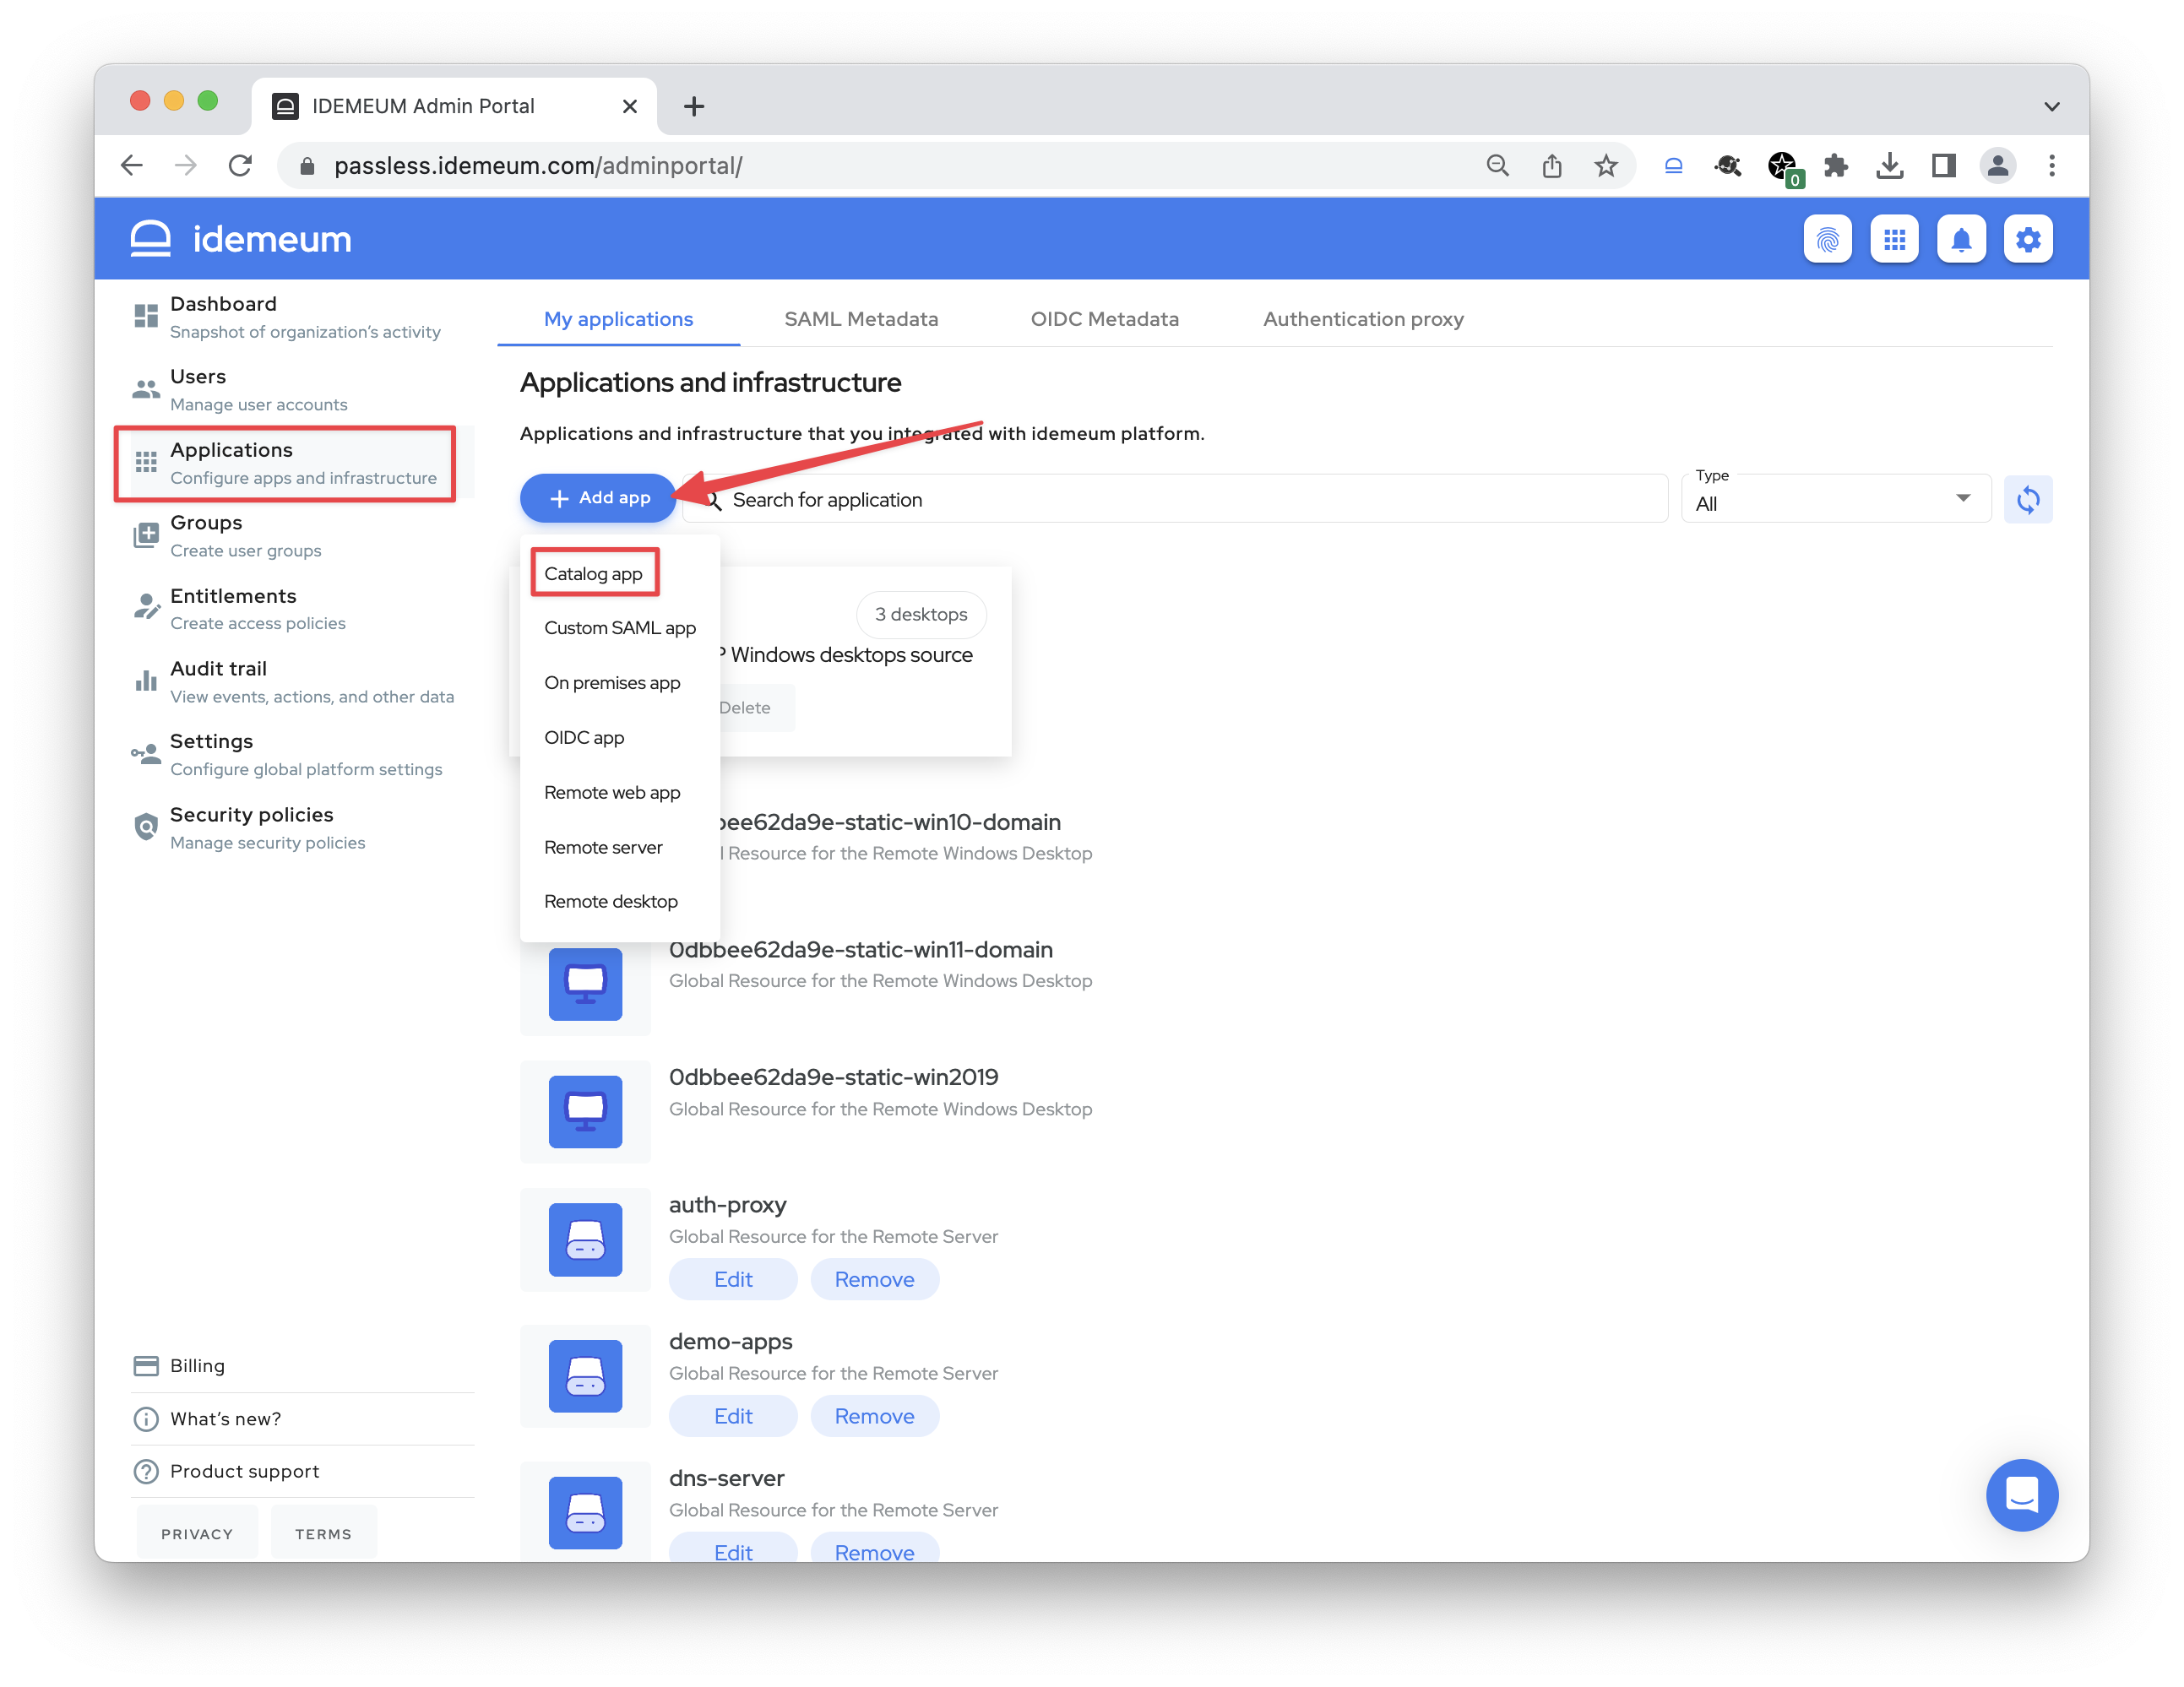 IDEMEUM Admin Portal
passless.idemeum.com/adminportal/
0
idemeum
Dashboard
Snapshot of organization's activity
Users
Manage user accounts
Applications
Configure apps and infrastructure
Groups
Create user groups
Entitlements
Create access policies
Audit trail
View events, actions, and other data
Settings
Configure global platform settings
Security policies
Manage security policies
Billing
What's new?
Product support
PRIVACY TERMS
My applications SAML Metadata OIDC Metadata Authentication proxy
Applications and infrastructure
Applications and infrastructure that you integrated with idemeum platform.
Add app
Search for application
Type
All
Catalog app
Custom SAML app
On premises app
OIDC app
Remote web app
Remote server
Remote desktop
3 desktops
Windows desktops source
Delete
bee62da9e-static-win10-domain
Resource for the Remote Windows Desktop
0dbbee62da9e-static-win11-domain
Global Resource for the Remote Windows Desktop
0dbbee62da9e-static-win2019
Global Resource for the Remote Windows Desktop
auth-proxy
Global Resource for the Remote Server
Edit Remove
demo-apps
Global Resource for the Remote Server
Edit Remove
dns-server
Global Resource for the Remote Server
Edit Remove